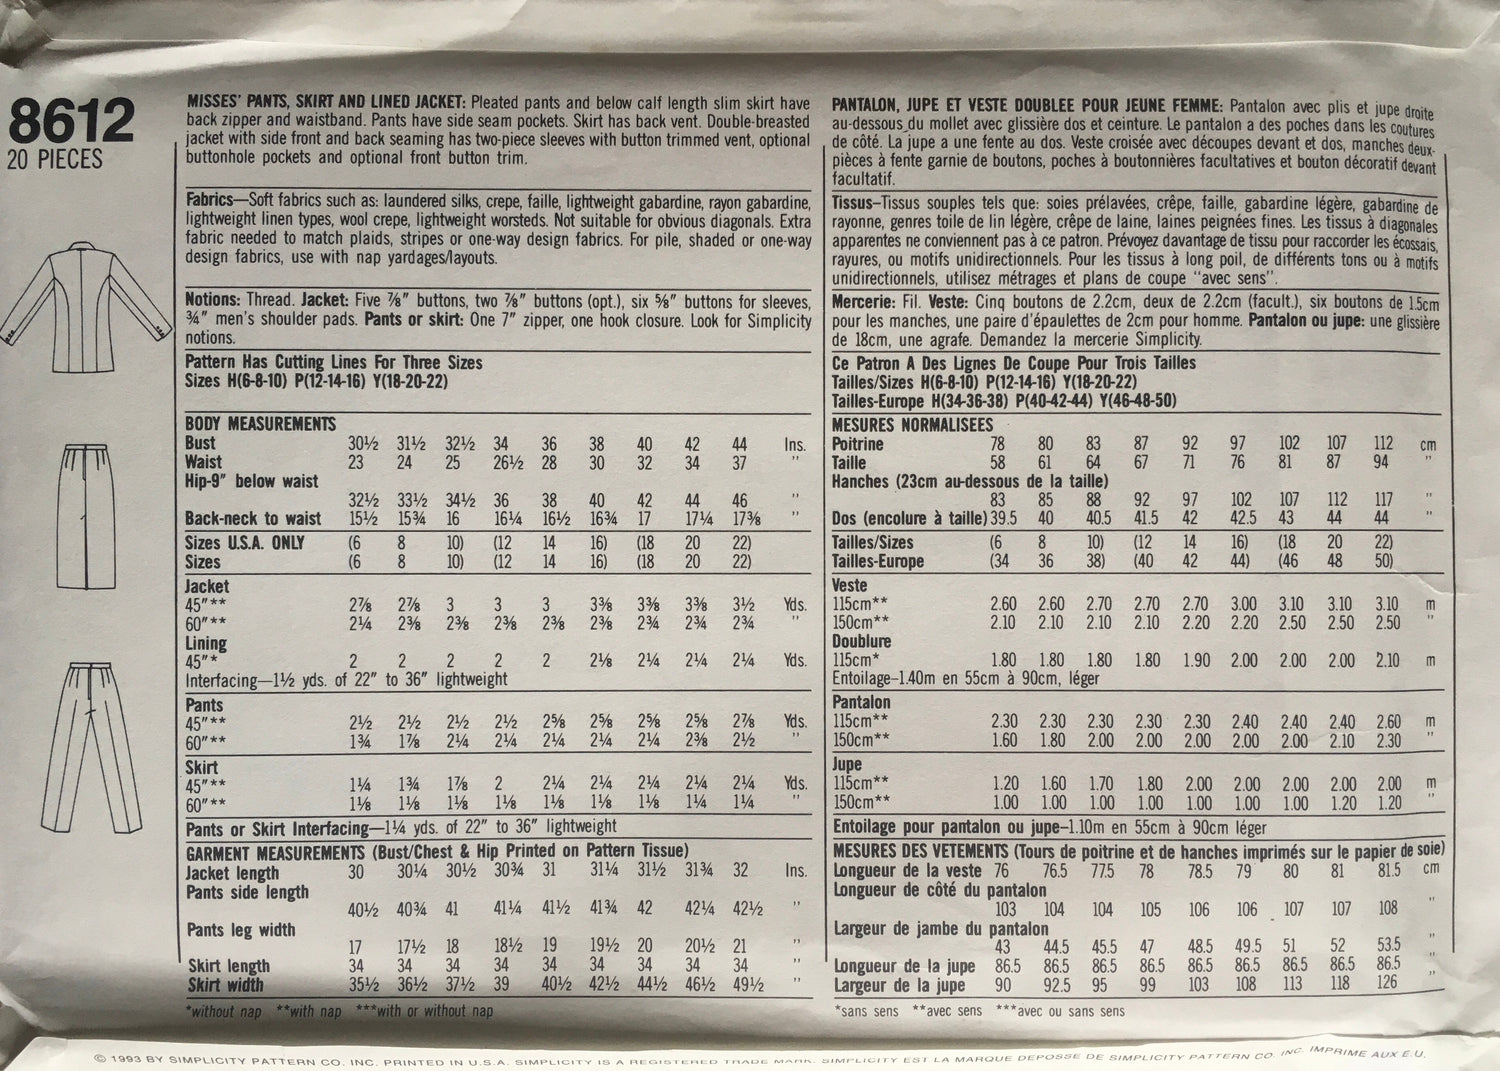 8612
20 PIECES
MISSES' PANTS, SKIRT AND LINED JACKET: Pleated pants and below calf length slim skirt have
back zipper and waistband. Pants have side seam pockets. Skirt has back vent. Double-breasted
jacket with side front and back seaming has two-piece sleeves with button trimmed vent, optional
buttonhole pockets and optional front button trim.
Fabrics—Soft fabrics such as: laundered silks, crepe, faille, lightweight gabardine, rayon gabardine,
lightweight linen types, wool crepe, lightweight worsteds. Not suitable for obvious diagonals. Extra
fabric needed to match plaids, stripes or one-way design fabrics. For pile, shaded or one-way
design fabrics, use with nap yardages/layouts.
Notions: Thread. Jacket: Five ⅞" buttons, two ⅞" buttons (opt.), six ⅝" buttons for sleeves,
¾" men's shoulder pads. Pants or skirt: One 7" zipper, one hook closure. Look for Simplicity
notions.
Pattern Has Cutting Lines For Three Sizes
Sizes H(6-8-10) P(12-14-16) Y(18-20-22)
BODY MEASUREMENTS
Bust 30½ 31½ 32½ 34 36 38 40 42 44 Ins.
Waist 23 24 25 26½ 28 30 32 34 37 "
Hip-9" below waist
32½ 33½ 34½ 36 38 40 42 44 46 "
Back-neck to waist 15½ 15¾ 16 16¼ 16½ 16¾ 17 17¼ 17⅜ "
Sizes U.S.A. ONLY (6 8 10) (12 14 16) (18 20 22)
Sizes (6 8 10) (12 14 16) (18 20 22)
Jacket
45"** 2⅞ 2⅞ 3 3 3 3⅜ 3⅜ 3⅜ 3½ Yds.
60"** 2¼ 2⅜ 2⅜ 2⅜ 2⅜ 2⅜ 2¾ 2¾ 2¾ "
Lining
45"* 2 2 2 2 2 2⅛ 2¼ 2¼ 2¼ Yds.
Interfacing—1½ yds. of 22" to 36" lightweight
Pants
45"** 2½ 2½ 2½ 2½ 2⅝ 2⅝ 2⅝ 2⅝ 2⅞ Yds.
60"** 1¾ 1⅞ 2¼ 2¼ 2¼ 2¼ 2¼ 2⅜ 2½ "
Skirt
45"** 1¼ 1¾ 1⅞ 2 2¼ 2¼ 2¼ 2¼ 2¼ Yds.
60"** 1⅛ 1⅛ 1⅛ 1⅛ 1⅛ 1⅛ 1⅛ 1¼ 1¼ "
Pants or Skirt Interfacing—1¼ yds. of 22" to 36" lightweight
GARMENT MEASUREMENTS (Bust/Chest & Hip Printed on Pattern Tissue)
Jacket length 30 30¼ 30½ 30¾ 31 31¼ 31½ 31¾ 32 Ins.
Pants side length
40½ 40¾ 41 41¼ 41½ 41¾ 42 42¼ 42½ "
Pants leg width
17 17½ 18 18½ 19 19½ 20 20½ 21 "
Skirt length 34 34 34 34 34 34 34 34 34 "
Skirt width 35½ 36½ 37½ 39 40½ 42½ 44½ 46½ 49½ "
*without nap **with nap ***with or without nap
PANTALON, JUPE ET VESTE DOUBLEE POUR JEUNE FEMME: Pantalon avec plis et jupe droite
au-dessous du mollet avec glissière dos et ceinture. Le pantalon a des poches dans les coutures
de côté. La jupe a une fente au dos. Veste croisée avec découpes devant et dos, manches deux-
pièces à fente garnie de boutons, poches à boutonnières facultatives et bouton décoratif devant
facultatif.
Tissus—Tissus souples tels que: soies prélavées, crêpe, faille, gabardine légère, gabardine de
rayonne, genres toile de lin légère, crêpe de laine, laines peignées fines. Les tissus à diagonales
apparentes ne conviennent pas à ce patron. Prévoyez davantage de tissu pour raccorder les écossais,
rayures, ou motifs unidirectionnels. Pour les tissus à long poil, de différents tons ou à motifs
unidirectionnels, utilisez métrages et plans de coupe "avec sens".
Mercerie: Fil. Veste: Cinq boutons de 2.2cm, deux de 2.2cm (facult.), six boutons de 1.5cm
pour les manches, une paire d'épaulettes de 2cm pour homme. Pantalon ou jupe: une glissière
de 18cm, une agrafe. Demandez la mercerie Simplicity.
Ce Patron A Des Lignes De Coupe Pour Trois Tailles
Tailles/Sizes H(6-8-10) P(12-14-16) Y(18-20-22)
Tailles-Europe H(34-36-38) P(40-42-44) Y(46-48-50)
MESURES NORMALISEES
Poitrine 78 80 83 87 92 97 102 107 112 cm
Taille 58 61 64 67 71 76 81 87 94 "
Hanches (23cm au-dessous de la taille)
83 85 88 92 97 102 107 112 117 "
Dos (encolure à taille) 39.5 40 40.5 41.5 42 42.5 43 44 44 "
Tailles/Sizes (6 8 10) (12 14 16) (18 20 22)
Tailles-Europe (34 36 38) (40 42 44) (46 48 50)
Veste
115cm** 2.60 2.60 2.70 2.70 2.70 3.00 3.10 3.10 3.10 m
150cm** 2.10 2.10 2.10 2.10 2.20 2.20 2.50 2.50 2.50 "
Doublure
115cm* 1.80 1.80 1.80 1.80 1.90 2.00 2.00 2.00 2.10 m
Entoilage–1.40m en 55cm à 90cm, léger
Pantalon
115cm** 2.30 2.30 2.30 2.30 2.30 2.40 2.40 2.40 2.60 m
150cm** 1.60 1.80 2.00 2.00 2.00 2.00 2.00 2.10 2.30 "
Jupe
115cm** 1.20 1.60 1.70 1.80 2.00 2.00 2.00 2.00 2.00 m
150cm** 1.00 1.00 1.00 1.00 1.00 1.00 1.00 1.20 1.20 "
Entoilage pour pantalon ou jupe–1.10m en 55cm à 90cm léger
MESURES DES VETEMENTS (Tours de poitrine et de hanches imprimés sur le papier de soie)
Longueur de la veste 76 76.5 77.5 78 78.5 79 80 81 81.5 cm
Longueur de côté du pantalon
103 104 104 105 106 106 107 107 108 "
Largeur de jambe du pantalon
43 44.5 45.5 47 48.5 49.5 51 52 53.5 "
Longueur de la jupe 86.5 86.5 86.5 86.5 86.5 86.5 86.5 86.5 86.5 "
Largeur de la jupe 90 92.5 95 99 103 108 113 118 126 "
*sans sens **avec sens ***avec ou sans sens
© 1993 BY SIMPLICITY PATTERN CO. INC. PRINTED IN U.S.A. SIMPLICITY IS A REGISTERED TRADE MARK. SIMPLICITY EST LA MARQUE DEPOSSE DE SIMPLICITY PATTERN CO. INC. IMPRIME AUX E.U.